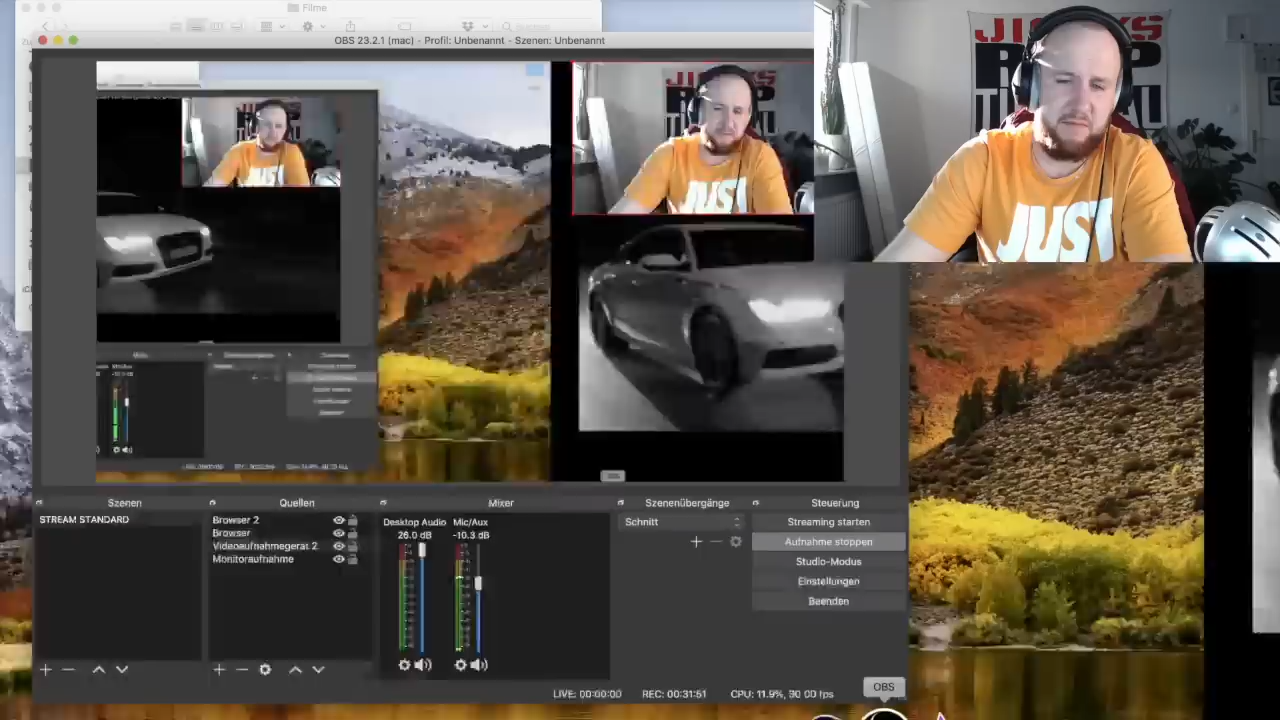 Filme
OBS 23.2.1 (mac) - Profil: Unbenannt - Szenen: Unbenannt
JUST
JUST
Szenen
Quellen
Mixer
Szenenübergänge
Steuerung
STREAM STANDARD
Browser 2
Browser
Videoaufnahmegerät 2
Monitoraufnahme
Desktop Audio
Mic/Aux
26.0 dB
-10.3 dB
Schnitt
Streaming starten
Aufnahme stoppen
Studio-Modus
Einstellungen
Beenden
LIVE: 00:00:00
REC: 00:31:51
CPU: 11.9%, 30.00 fps
OBS